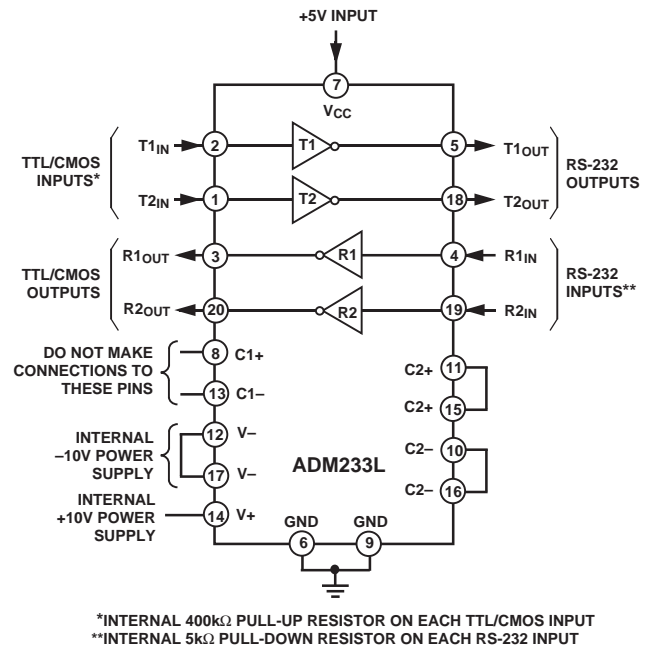 +5V INPUT
7
VCC
TTL/CMOS
INPUTS*
T1IN
2
T1
5
T1OUT
RS-232
OUTPUTS
T2IN
1
T2
18
T2OUT
TTL/CMOS
OUTPUTS
R1OUT
3
R1
4
R1IN
RS-232
INPUTS**
R2OUT
20
R2
19
R2IN
DO NOT MAKE
CONNECTIONS TO
THESE PINS
8
C1+
13
C1–
11
C2+
15
C2+
INTERNAL
–10V POWER
SUPPLY
12
V–
17
V–
ADM233L
C2–
10
C2–
16
INTERNAL
+10V POWER
SUPPLY
14
V+
GND
6
GND
9
*INTERNAL 400kΩ PULL-UP RESISTOR ON EACH TTL/CMOS INPUT
**INTERNAL 5kΩ PULL-DOWN RESISTOR ON EACH RS-232 INPUT